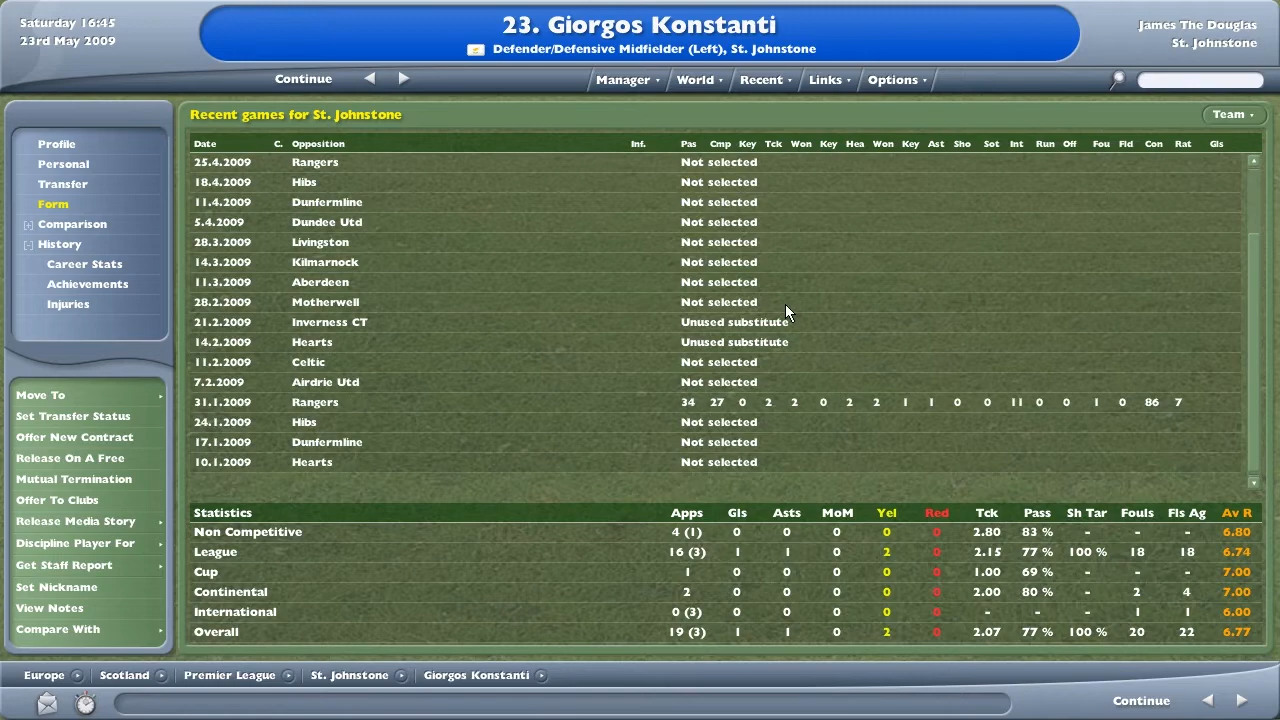 Saturday 16:45
23rd May 2009
23. Giorgos Konstanti
Defender/Defensive Midfielder (Left), St. Johnstone
James The Douglas
St. Johnstone
Continue
Manager
World
Recent
Links
Options
Profile
Personal
Transfer
Form
Comparison
History
Career Stats
Achievements
Injuries
Move To
Set Transfer Status
Offer New Contract
Release On A Free
Mutual Termination
Offer To Clubs
Release Media Story
Discipline Player For
Get Staff Report
Set Nickname
View Notes
Compare With
Recent games for St. Johnstone
Team
Date C. Opposition Inf. Pas Cmp Key Tck Won Key Hea Won Key Ast Sho Sot Int Run Off Fou Fld Con Rat Gls
25.4.2009 Rangers Not selected
18.4.2009 Hibs Not selected
11.4.2009 Dunfermline Not selected
5.4.2009 Dundee Utd Not selected
28.3.2009 Livingston Not selected
14.3.2009 Kilmarnock Not selected
11.3.2009 Aberdeen Not selected
28.2.2009 Motherwell Not selected
21.2.2009 Inverness CT Unused substitute
14.2.2009 Hearts Unused substitute
11.2.2009 Celtic Not selected
7.2.2009 Airdrie Utd Not selected
31.1.2009 Rangers 34 27 0 2 2 0 2 2 1 1 0 0 11 0 0 1 0 86 7
24.1.2009 Hibs Not selected
17.1.2009 Dunfermline Not selected
10.1.2009 Hearts Not selected
Statistics Apps Gls Asts MoM Yel Red Tck Pass Sh Tar Fouls Fls Ag Av R
Non Competitive 4 (1) 0 0 0 0 0 2.80 83 % - - - 6.80
League 16 (3) 1 1 0 2 0 2.15 77 % 100 % 18 18 6.74
Cup 1 0 0 0 0 0 1.00 69 % - - - 7.00
Continental 2 0 0 0 0 0 2.00 80 % - 2 4 7.00
International 0 (3) 0 0 0 0 0 - - - 1 1 6.00
Overall 19 (3) 1 1 0 2 0 2.07 77 % 100 % 20 22 6.77
Europe
Scotland
Premier League
St. Johnstone
Giorgos Konstanti
Continue